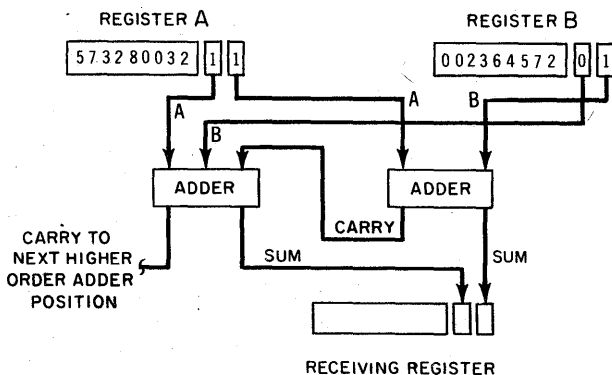 REGISTER A
REGISTER B
573280032 1 1
002364572 0 1
A
A
B
B
ADDER
ADDER
CARRY
CARRY TO
NEXT HIGHER
ORDER ADDER
POSITION
SUM
SUM
RECEIVING REGISTER